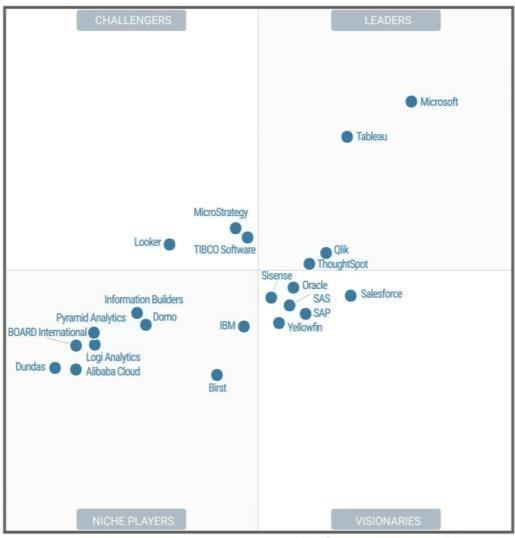 CHALLENGERS
LEADERS
Microsoft
Tableau
MicroStrategy
Looker
TIBCO Software
Qlik
ThoughtSpot
Sisense
Oracle
Salesforce
SAS
Information Builders
SAP
Pyramid Analytics
Domo
IBM
Yellowfin
BOARD International
Logi Analytics
Dundas
Alibaba Cloud
Birst
NICHE PLAYERS
VISIONARIES